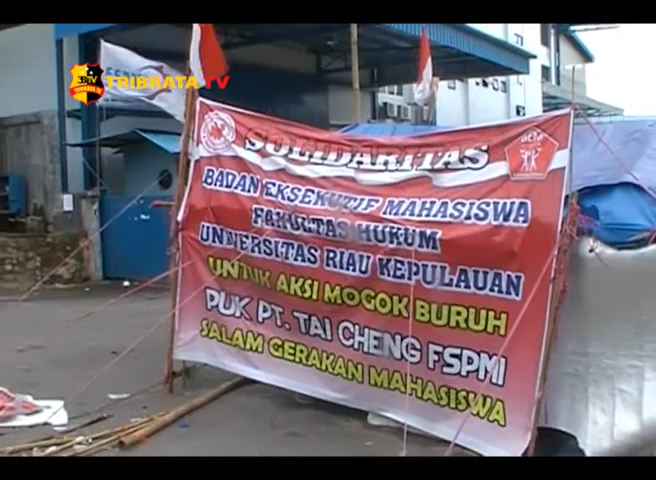 TRIBRATA TV
SOLIDARITAS
BADAN EKSEKUTIF MAHASISWA
FAKULTAS HUKUM
UNIVERSITAS RIAU KEPULAUAN
UNTUK AKSI MOGOK BURUH
PUK PT. TAI CHENG FSPMI
SALAM GERAKAN MAHASISWA